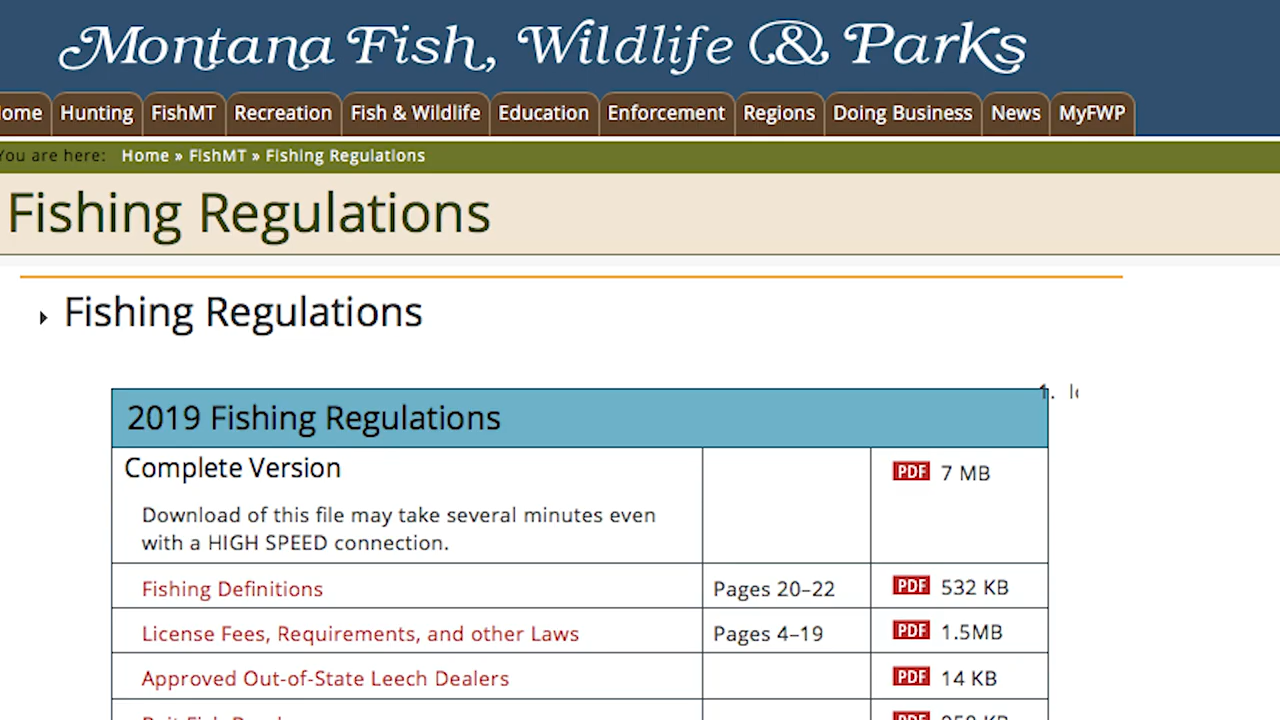 Montana Fish, Wildlife & Parks
ome Hunting FishMT Recreation Fish & Wildlife Education Enforcement Regions Doing Business News MyFWP
You are here: Home » FishMT » Fishing Regulations
Fishing Regulations
Fishing Regulations
1.
2019 Fishing Regulations
Complete Version PDF 7 MB
Download of this file may take several minutes even
with a HIGH SPEED connection.
Fishing Definitions Pages 20–22 PDF 532 KB
License Fees, Requirements, and other Laws Pages 4–19 PDF 1.5MB
Approved Out-of-State Leech Dealers PDF 14 KB